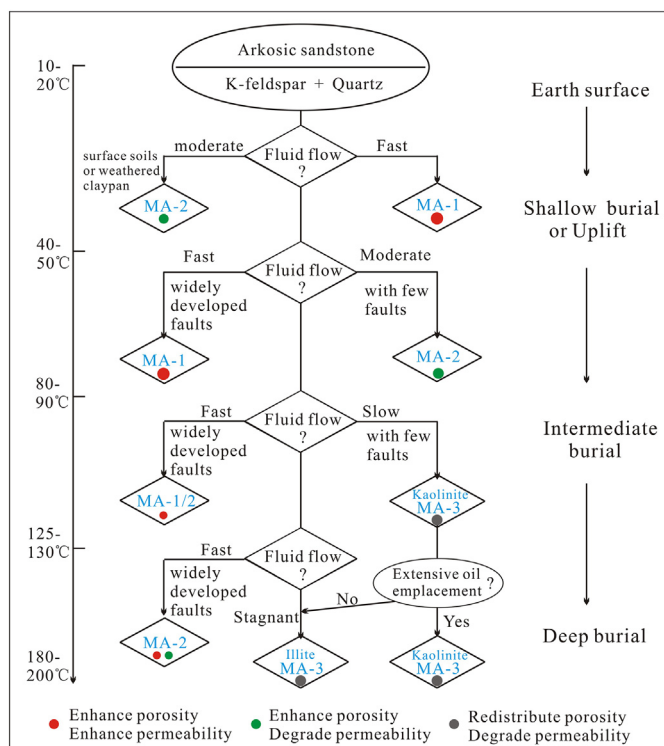 Arkosic sandstone
K-feldspar + Quartz
10-
20℃
Earth surface
moderate
Fluid flow
?
Fast
surface soils
or weathered
claypan
MA-2
MA-1
Shallow burial
or Uplift
40-
50℃
Fast
Fluid flow
?
Moderate
widely
developed
faults
with few
faults
MA-1
MA-2
80-
90℃
Fast
Fluid flow
?
Slow
widely
developed
faults
with few
faults
Intermediate
burial
MA-1/2
Kaolinite
MA-3
125-
130℃
Fast
Fluid flow
?
widely
developed
faults
Extensive oil
emplacement ?
No
Stagnant
Yes
Deep burial
MA-2
Illite
MA-3
Kaolinite
MA-3
180-
200℃
Enhance porosity
Enhance permeability
Enhance porosity
Degrade permeability
Redistribute porosity
Degrade permeability